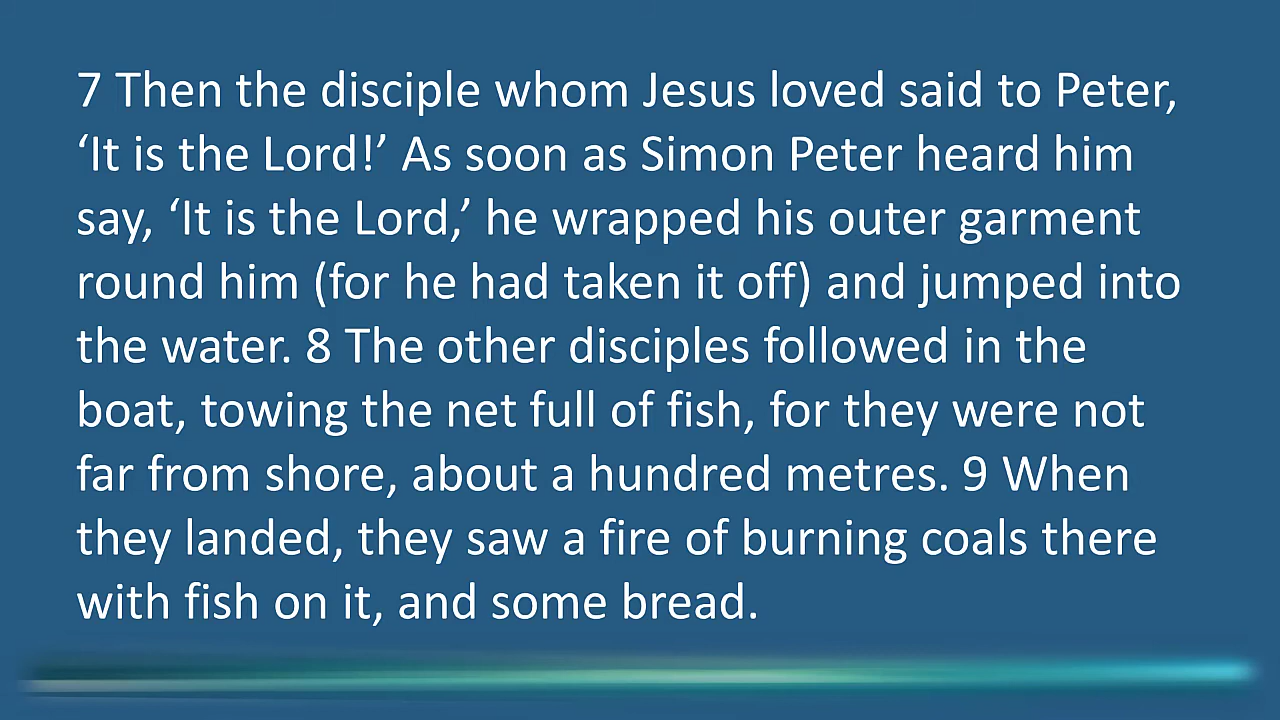 7 Then the disciple whom Jesus loved said to Peter,
‘It is the Lord!’ As soon as Simon Peter heard him
say, ‘It is the Lord,’ he wrapped his outer garment
round him (for he had taken it off) and jumped into
the water. 8 The other disciples followed in the
boat, towing the net full of fish, for they were not
far from shore, about a hundred metres. 9 When
they landed, they saw a fire of burning coals there
with fish on it, and some bread.